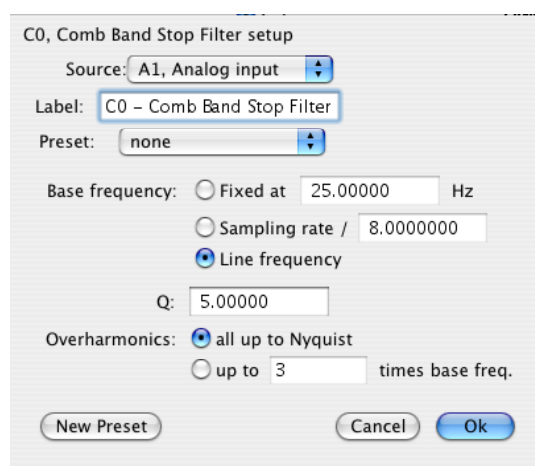 C0, Comb Band Stop Filter setup
Source: A1, Analog input
Label: C0 – Comb Band Stop Filter
Preset: none
Base frequency: Fixed at 25.00000 Hz
Sampling rate / 8.0000000
Line frequency
Q: 5.00000
Overharmonics: all up to Nyquist
up to 3 times base freq.
New Preset Cancel Ok